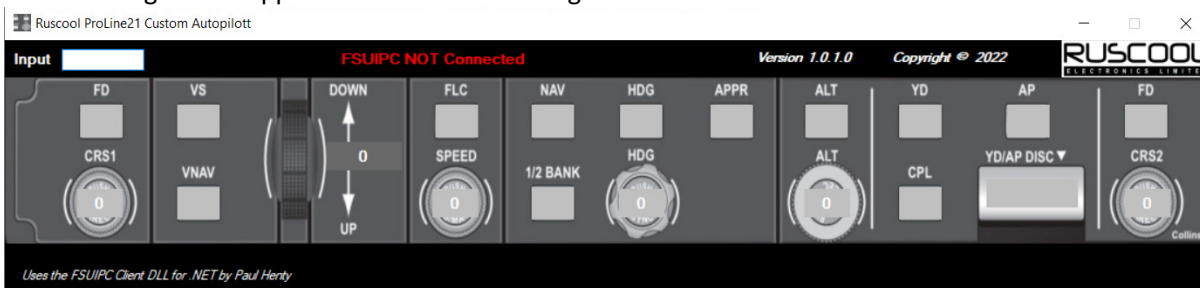 Ruscool ProLine21 Custom Autopilott
Input FSUIPC NOT Connected Version 1.0.1.0 Copyright © 2022 RUSCOOL
ELECTRONICS
FD VS DOWN FLC NAV HDG APPR ALT YD AP FD
CRS1 VNAV 0 SPEED 1/2 BANK HDG ALT CPL YD/AP DISC ▼ CRS2
0 0 0 0 0
UP
Collins
Uses the FSUIPC Client DLL for .NET by Paul Henty